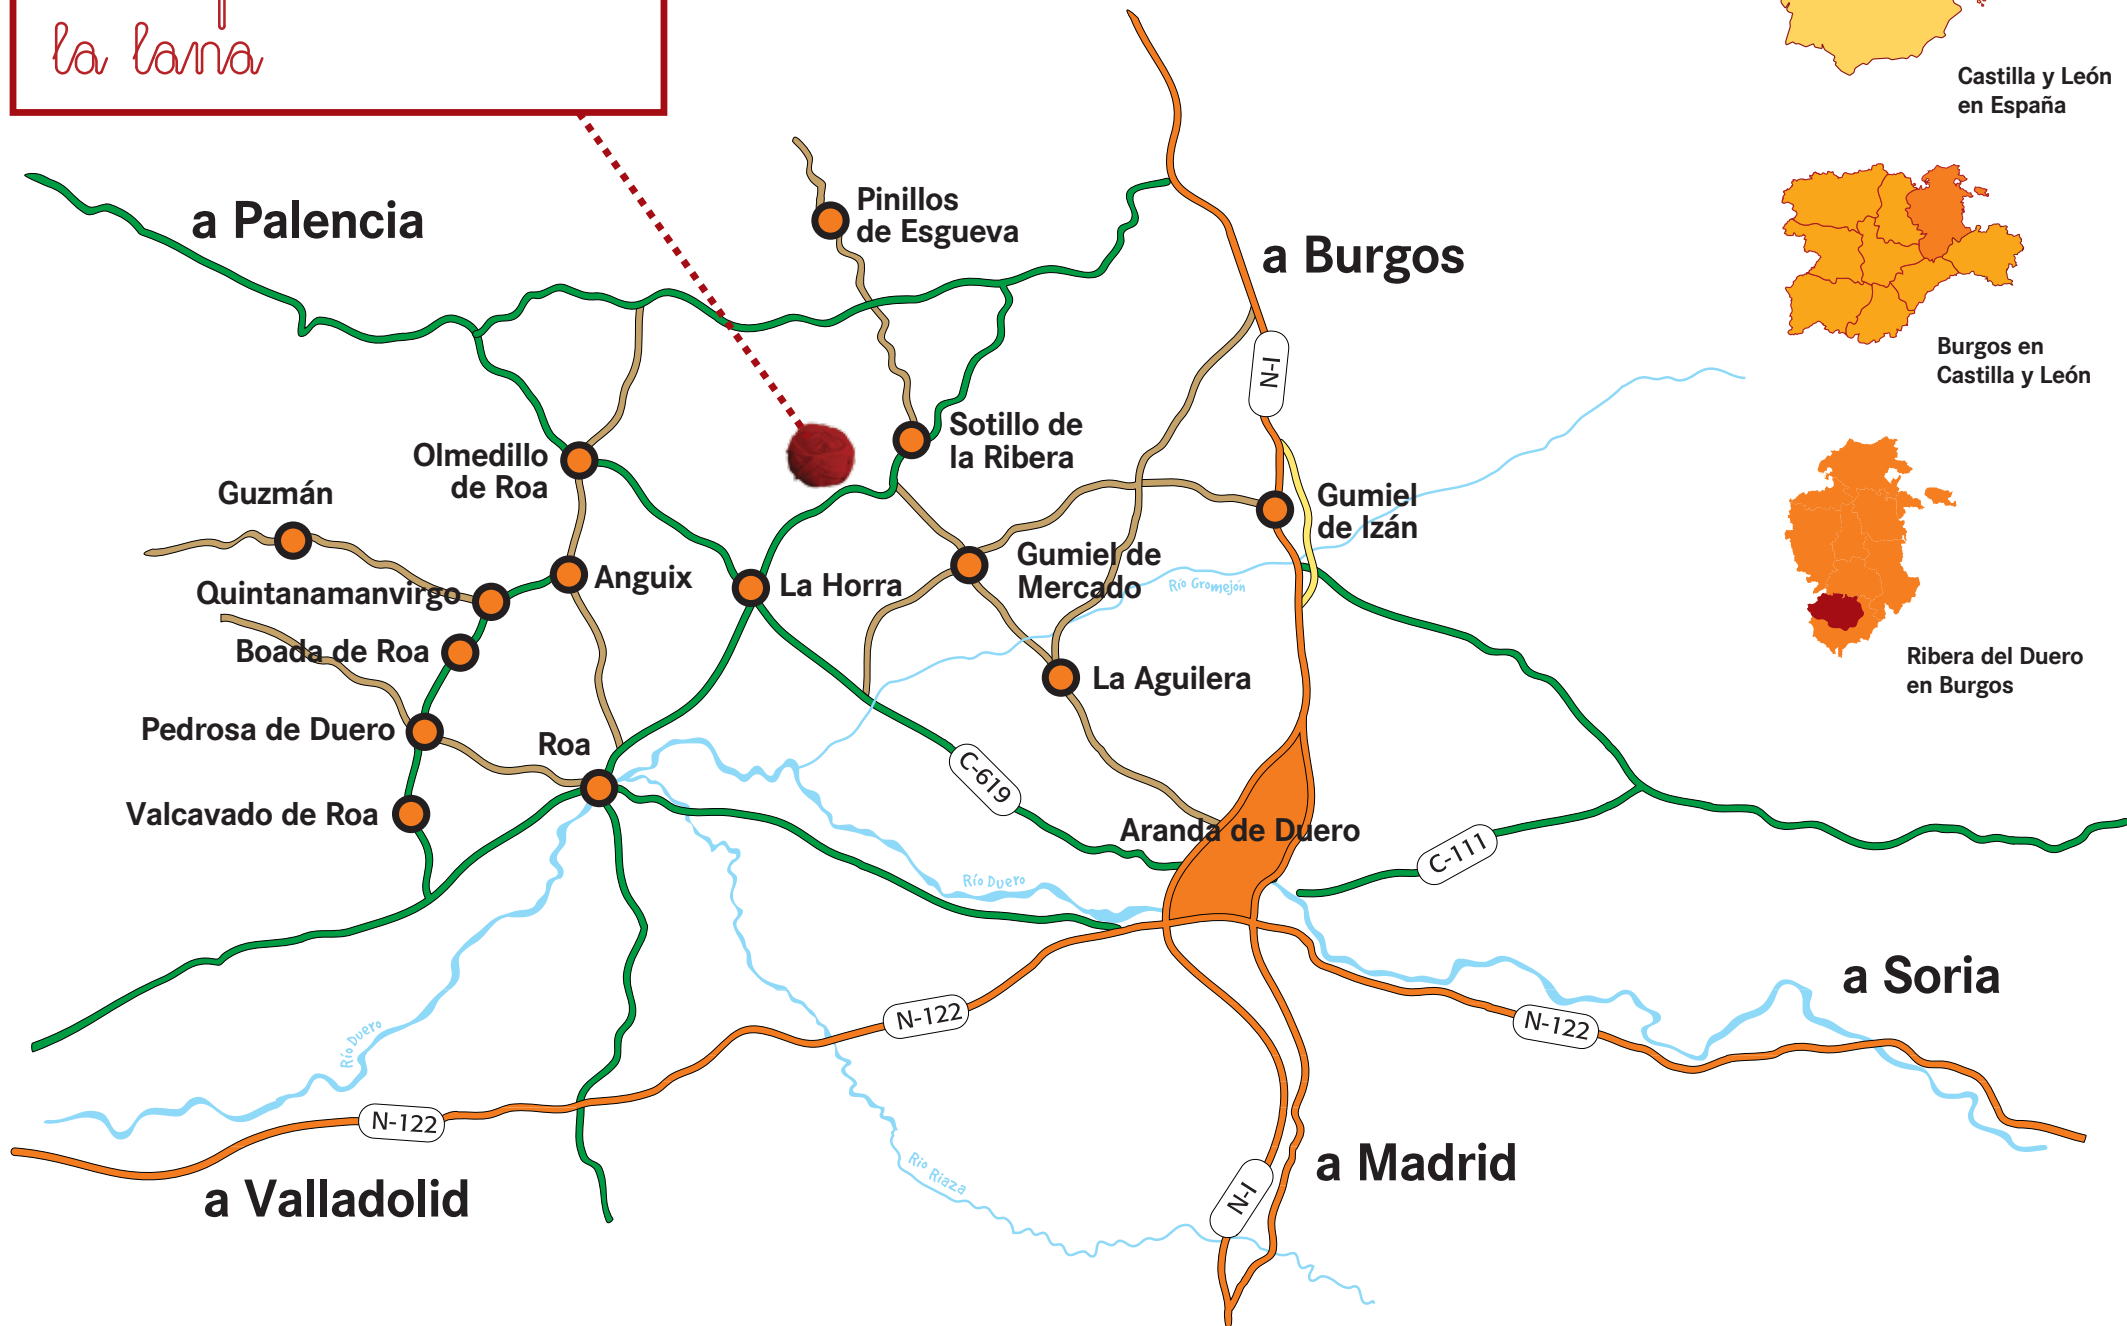 la lana
Castilla y León
en España
a Palencia
Pinillos
de Esgueva
a Burgos
N-I
Burgos en
Castilla y León
Sotillo de
la Ribera
Olmedillo
de Roa
Guzmán
Gumiel
de Izán
Gumiel de
Mercado
Río Gromejón
Quintanamanvirgo
Anguix
La Horra
Boada de Roa
La Aguilera
Ribera del Duero
en Burgos
Pedrosa de Duero
Roa
C-619
Valcavado de Roa
Aranda de Duero
C-111
Río Duero
a Soria
N-122
N-122
Río Duero
N-122
a Valladolid
Río Riaza
a Madrid
N-I